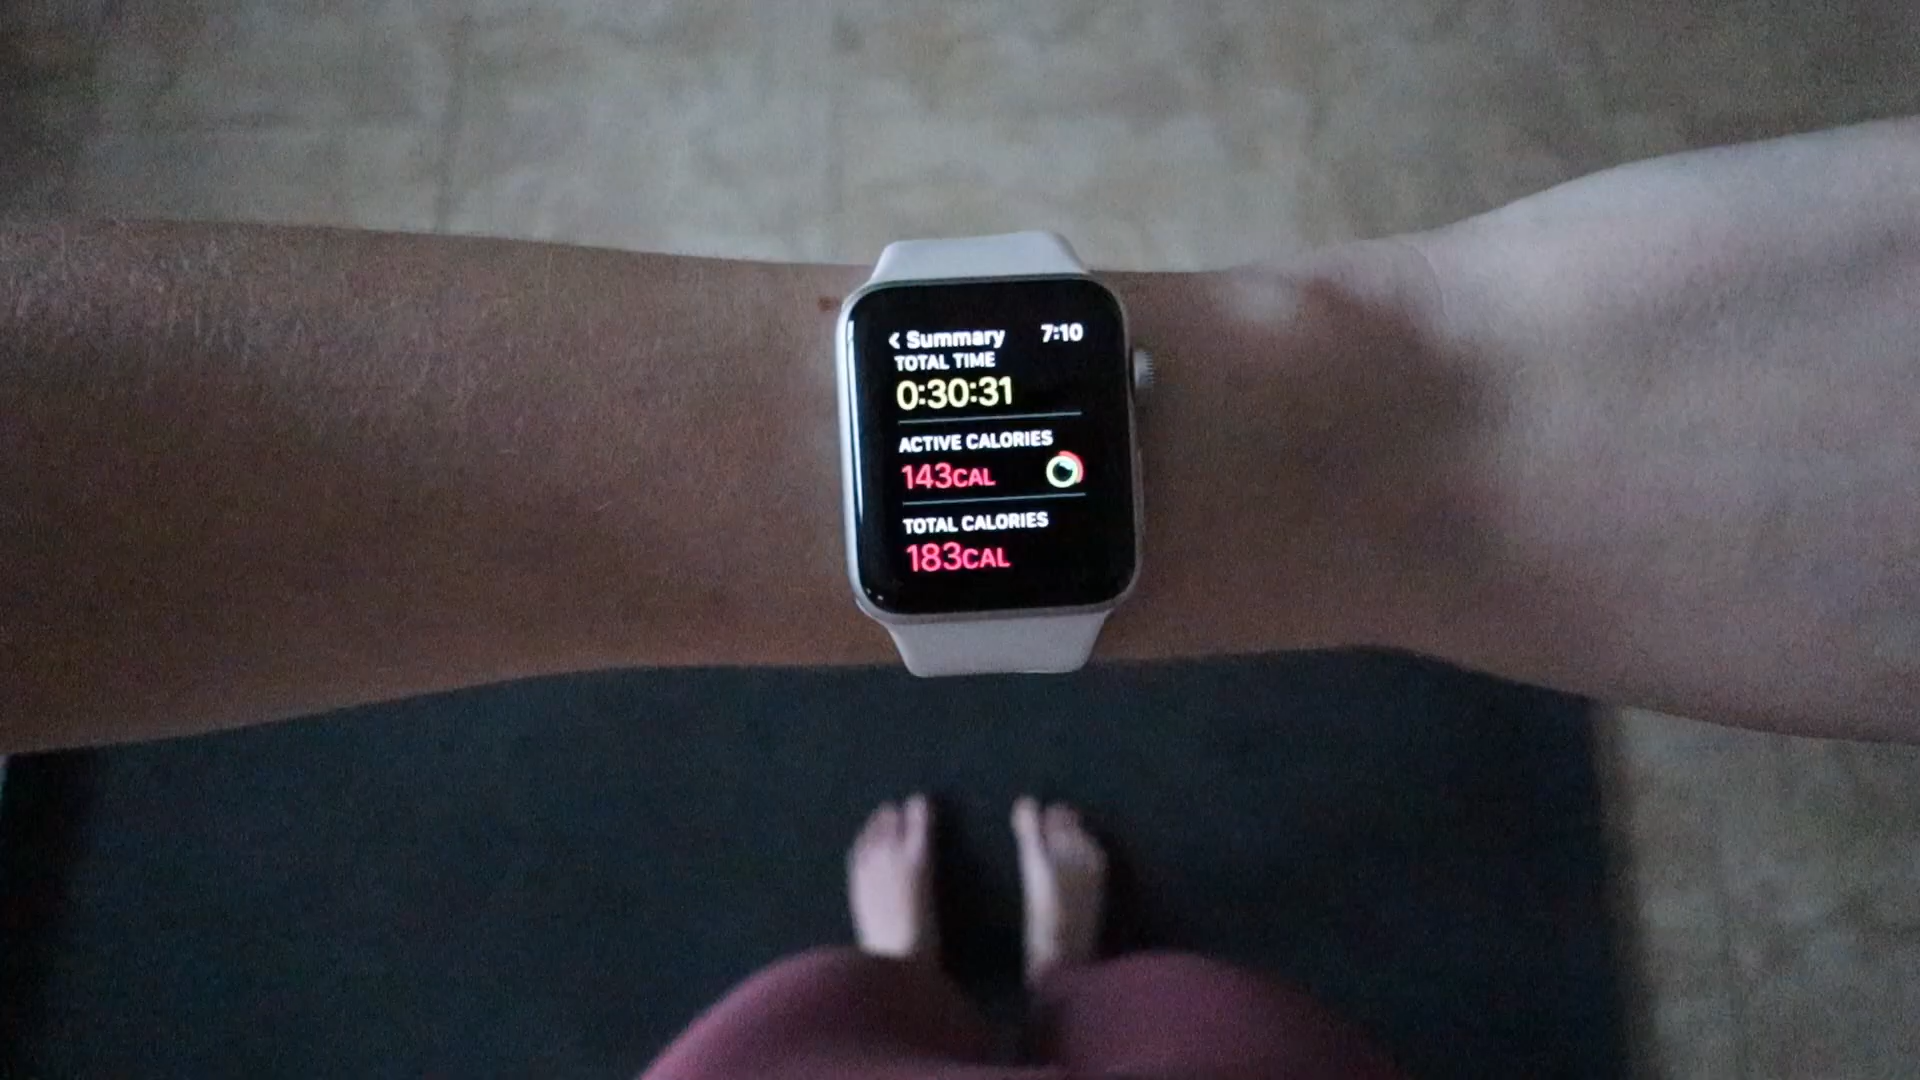 < Summary 7:10
TOTAL TIME
0:30:31
ACTIVE CALORIES
143CAL
TOTAL CALORIES
183CAL